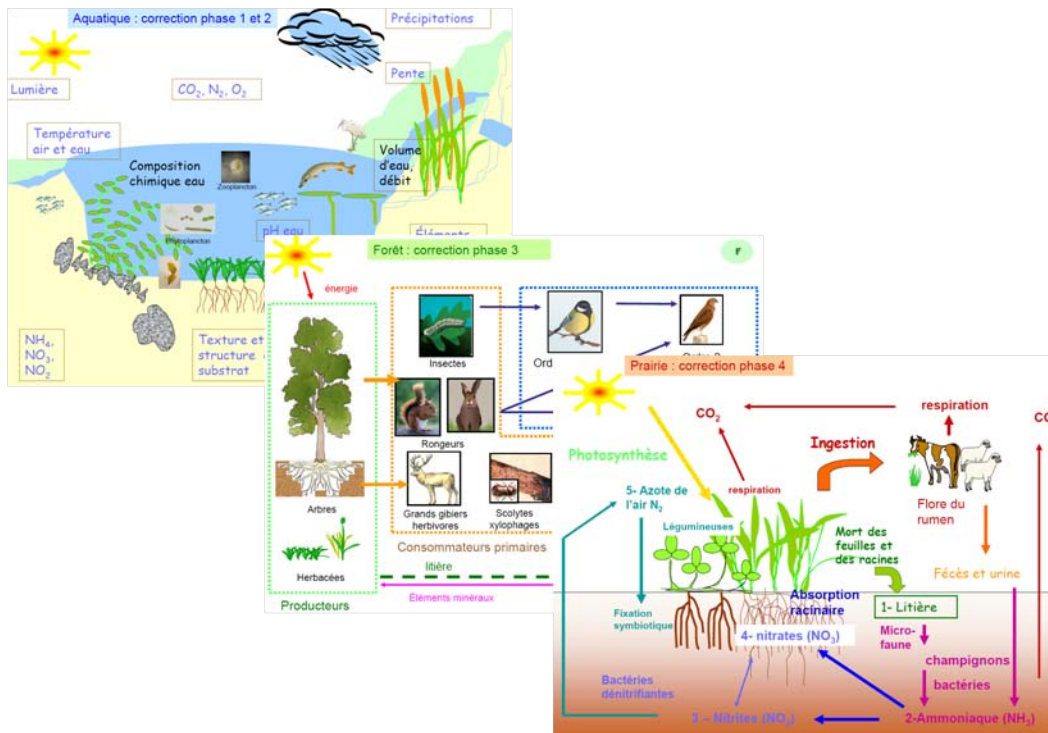 Aquatique : correction phase 1 et 2
Précipitations
Lumière
CO₂, N₂, O₂
Pente
Température
air et eau
Composition
chimique eau
Zooplancton
Volume
d'eau,
débit
Phytoplancton
pH eau
Éléments
NH₄,
NO₃,
NO₂
Texture et
structure
substrat
Forêt : correction phase 3
F
énergie
Insectes
Ord
Rongeurs
Arbres
Grands gibiers
herbivores
Scolytes
xylophages
Consommateurs primaires
Herbacées
litière
Éléments minéraux
Producteurs
Prairie : correction phase 4
CO₂
respiration
CO
Ingestion
Photosynthèse
respiration
5- Azote de
l'air N₂
Légumineuses
Flore du
rumen
Mort des
feuilles et
des racines
Fécès et urine
Absorption
racinaire
1- Litière
Fixation
symbiotique
4- nitrates (NO₃)
Micro-
faune
champignons
bactéries
Bactéries
dénitrifiantes
3 – Nitrites (NO₂)
2-Ammoniaque (NH₃)